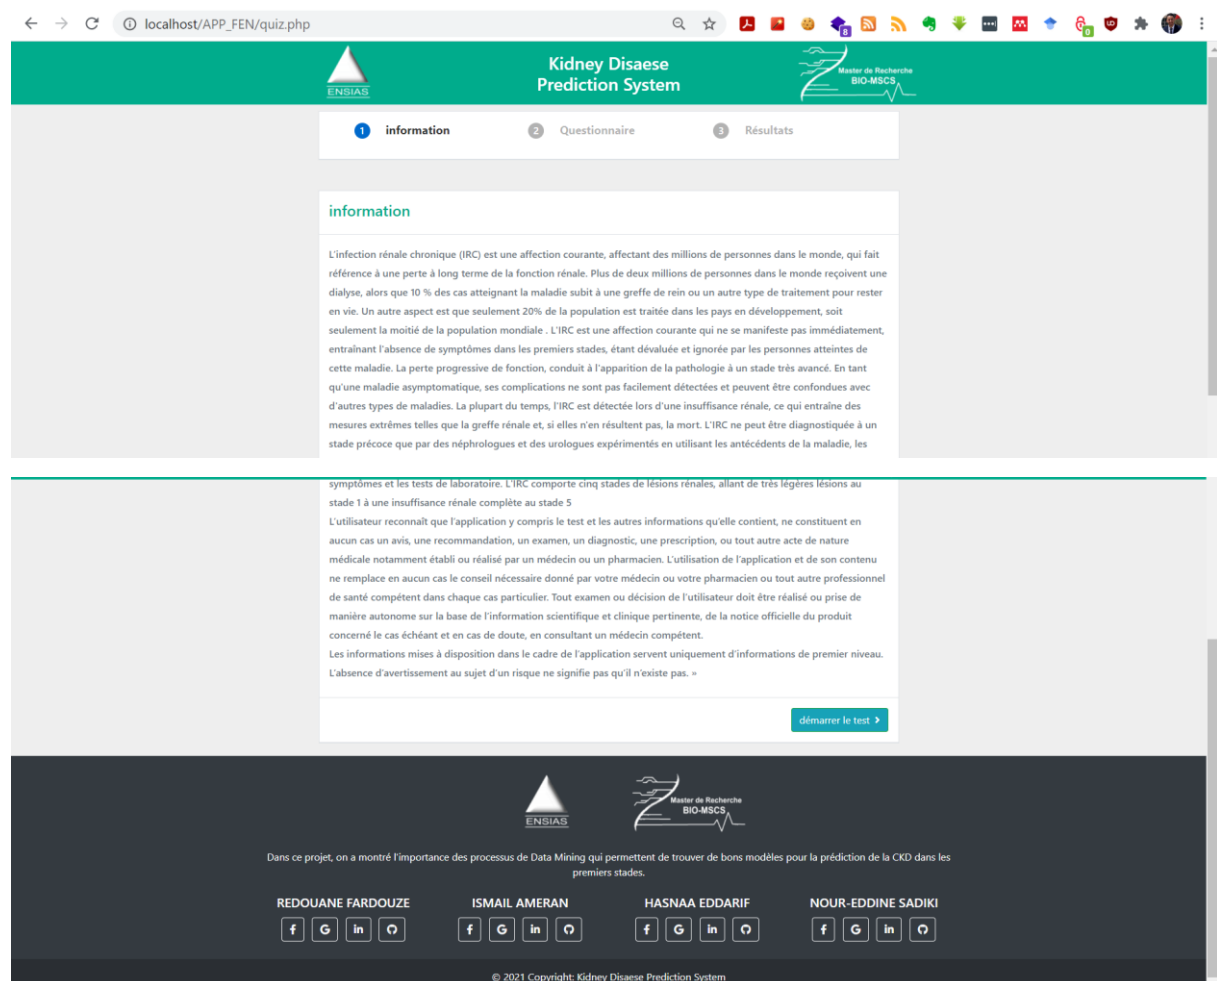 localhost/APP_FEN/quiz.php
8
0
ENSIAS
Kidney Disaese
Prediction System
Master de Recherche
BIO-MSCS
1 information
2 Questionnaire
3 Résultats
information
L'infection rénale chronique (IRC) est une affection courante, affectant des millions de personnes dans le monde, qui fait
référence à une perte à long terme de la fonction rénale. Plus de deux millions de personnes dans le monde reçoivent une
dialyse, alors que 10 % des cas atteignant la maladie subit à une greffe de rein ou un autre type de traitement pour rester
en vie. Un autre aspect est que seulement 20% de la population est traitée dans les pays en développement, soit
seulement la moitié de la population mondiale . L'IRC est une affection courante qui ne se manifeste pas immédiatement,
entraînant l'absence de symptômes dans les premiers stades, étant dévaluée et ignorée par les personnes atteintes de
cette maladie. La perte progressive de fonction, conduit à l'apparition de la pathologie à un stade très avancé. En tant
qu'une maladie asymptomatique, ses complications ne sont pas facilement détectées et peuvent être confondues avec
d'autres types de maladies. La plupart du temps, l'IRC est détectée lors d'une insuffisance rénale, ce qui entraîne des
mesures extrêmes telles que la greffe rénale et, si elles n'en résultent pas, la mort. L'IRC ne peut être diagnostiquée à un
stade précoce que par des néphrologues et des urologues expérimentés en utilisant les antécédents de la maladie, les
symptômes et les tests de laboratoire. L'IRC comporte cinq stades de lésions rénales, allant de très légères lésions au
stade 1 à une insuffisance rénale complète au stade 5
L'utilisateur reconnaît que l'application y compris le test et les autres informations qu'elle contient, ne constituent en
aucun cas un avis, une recommandation, un examen, un diagnostic, une prescription, ou tout autre acte de nature
médicale notamment établi ou réalisé par un médecin ou un pharmacien. L'utilisation de l'application et de son contenu
ne remplace en aucun cas le conseil nécessaire donné par votre médecin ou votre pharmacien ou tout autre professionnel
de santé compétent dans chaque cas particulier. Tout examen ou décision de l'utilisateur doit être réalisé ou prise de
manière autonome sur la base de l'information scientifique et clinique pertinente, de la notice officielle du produit
concerné le cas échéant et en cas de doute, en consultant un médecin compétent.
Les informations mises à disposition dans le cadre de l'application servent uniquement d'informations de premier niveau.
L'absence d'avertissement au sujet d'un risque ne signifie pas qu'il n'existe pas. »
démarrer le test
ENSIAS
Master de Recherche
BIO-MSCS
Dans ce projet, on a montré l'importance des processus de Data Mining qui permettent de trouver de bons modèles pour la prédiction de la CKD dans les
premiers stades.
REDOUANE FARDOUZE
ISMAIL AMERAN
HASNAA EDDARIF
NOUR-EDDINE SADIKI
f G in
f G in
f G in
f G in
© 2021 Copyright: Kidney Disaese Prediction System